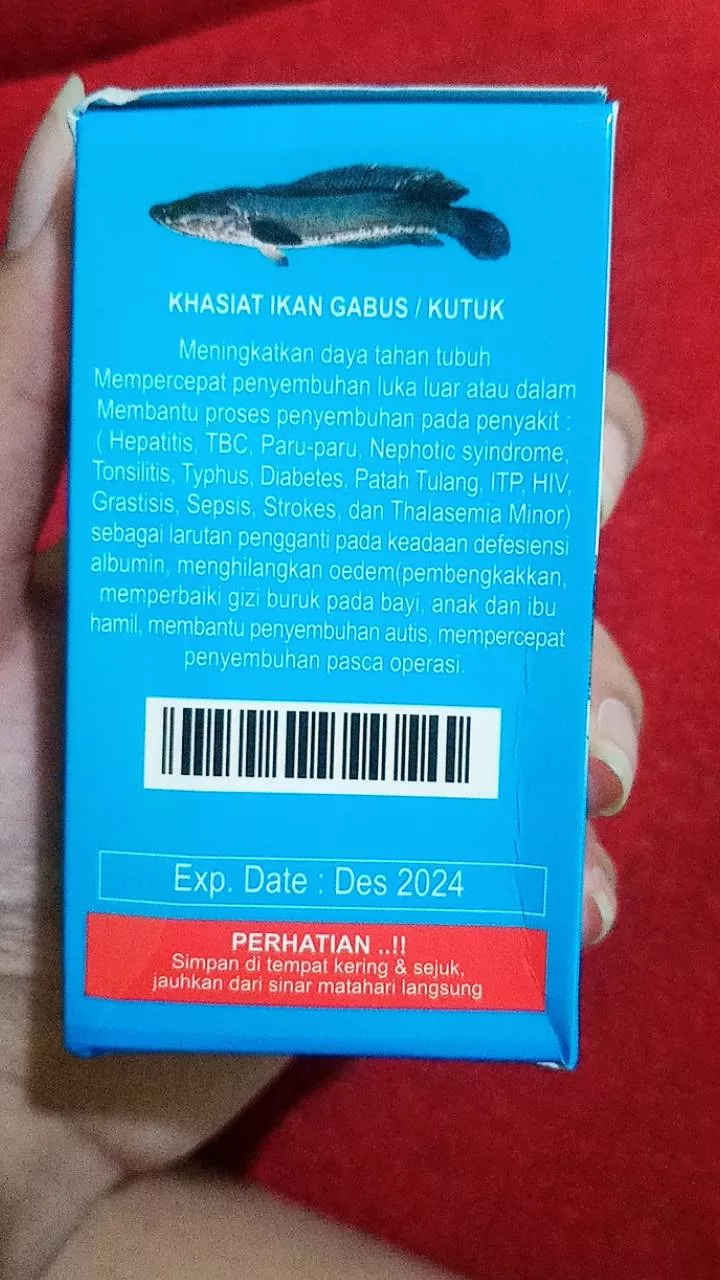 KHASIAT IKAN GABUS / KUTUK
Meningkatkan daya tahan tubuh
Mempercepat penyembuhan luka luar atau dalam
Membantu proses penyembuhan pada penyakit :
( Hepatitis, TBC, Paru-paru, Nephotic syindrome,
Tonsilitis, Typhus, Diabetes, Patah Tulang, ITP, HIV,
Grastisis, Sepsis, Strokes, dan Thalasemia Minor)
sebagai larutan pengganti pada keadaan defesiensi
albumin, menghilangkan oedem(pembengkakkan,
memperbaiki gizi buruk pada bayi, anak dan ibu
hamil, membantu penyembuhan autis, mempercepat
penyembuhan pasca operasi.
Exp. Date : Des 2024
PERHATIAN ..!!
Simpan di tempat kering & sejuk,
jauhkan dari sinar matahari langsung